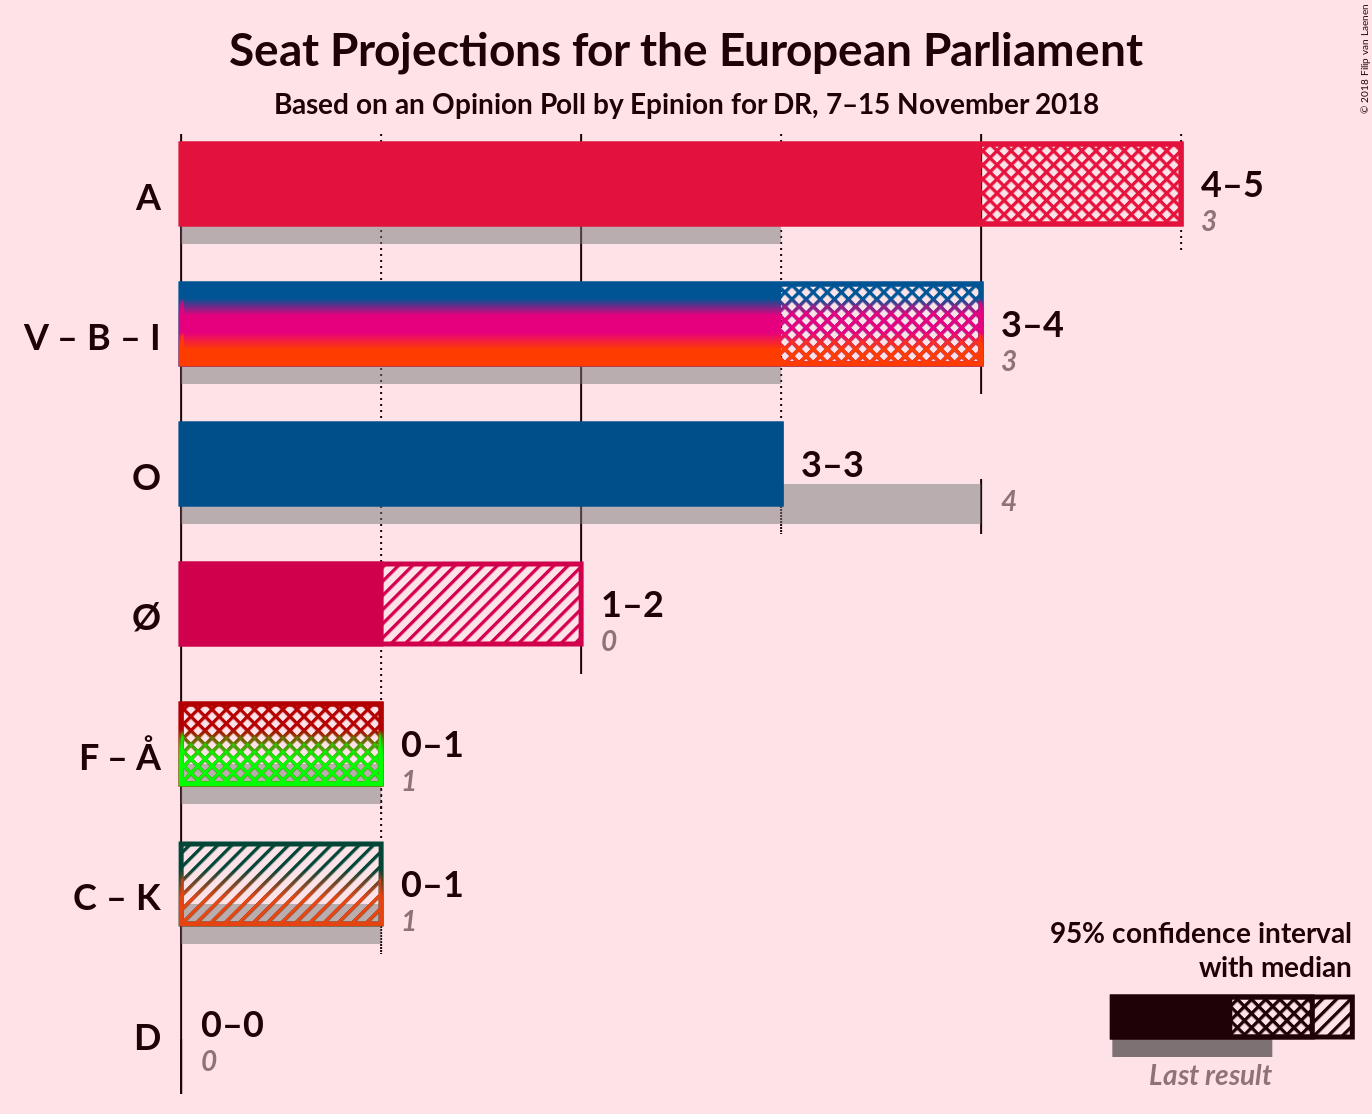 Seat Projections for the European Parliament
Based on an Opinion Poll by Epinion for DR, 7–15 November 2018
© 2018 Filip van Laenen
A
4–5
3
V – B – I
3–4
3
O
3–3
4
Ø
1–2
0
F – Å
0–1
1
C – K
0–1
1
D
0–0
0
95% confidence interval
with median
Last result